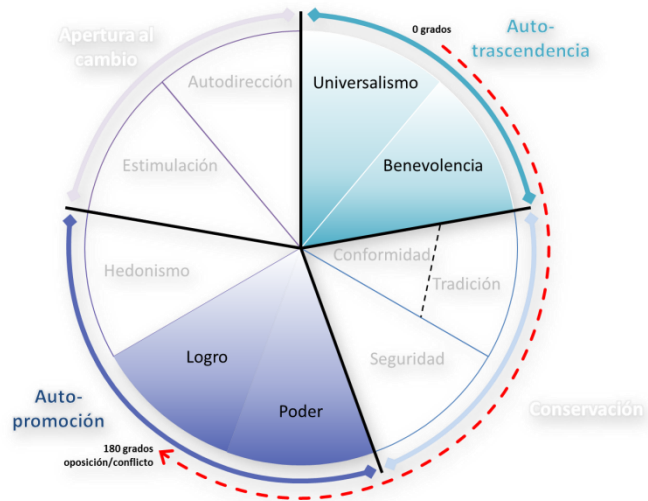 Apertura al
cambio
0 grados
Auto-
trascendencia
Autodirección
Universalismo
Estimulación
Benevolencia
Hedonismo
Conformidad
Tradición
Logro
Seguridad
Auto-
promoción
Poder
Conservación
180 grados
oposición/conflicto